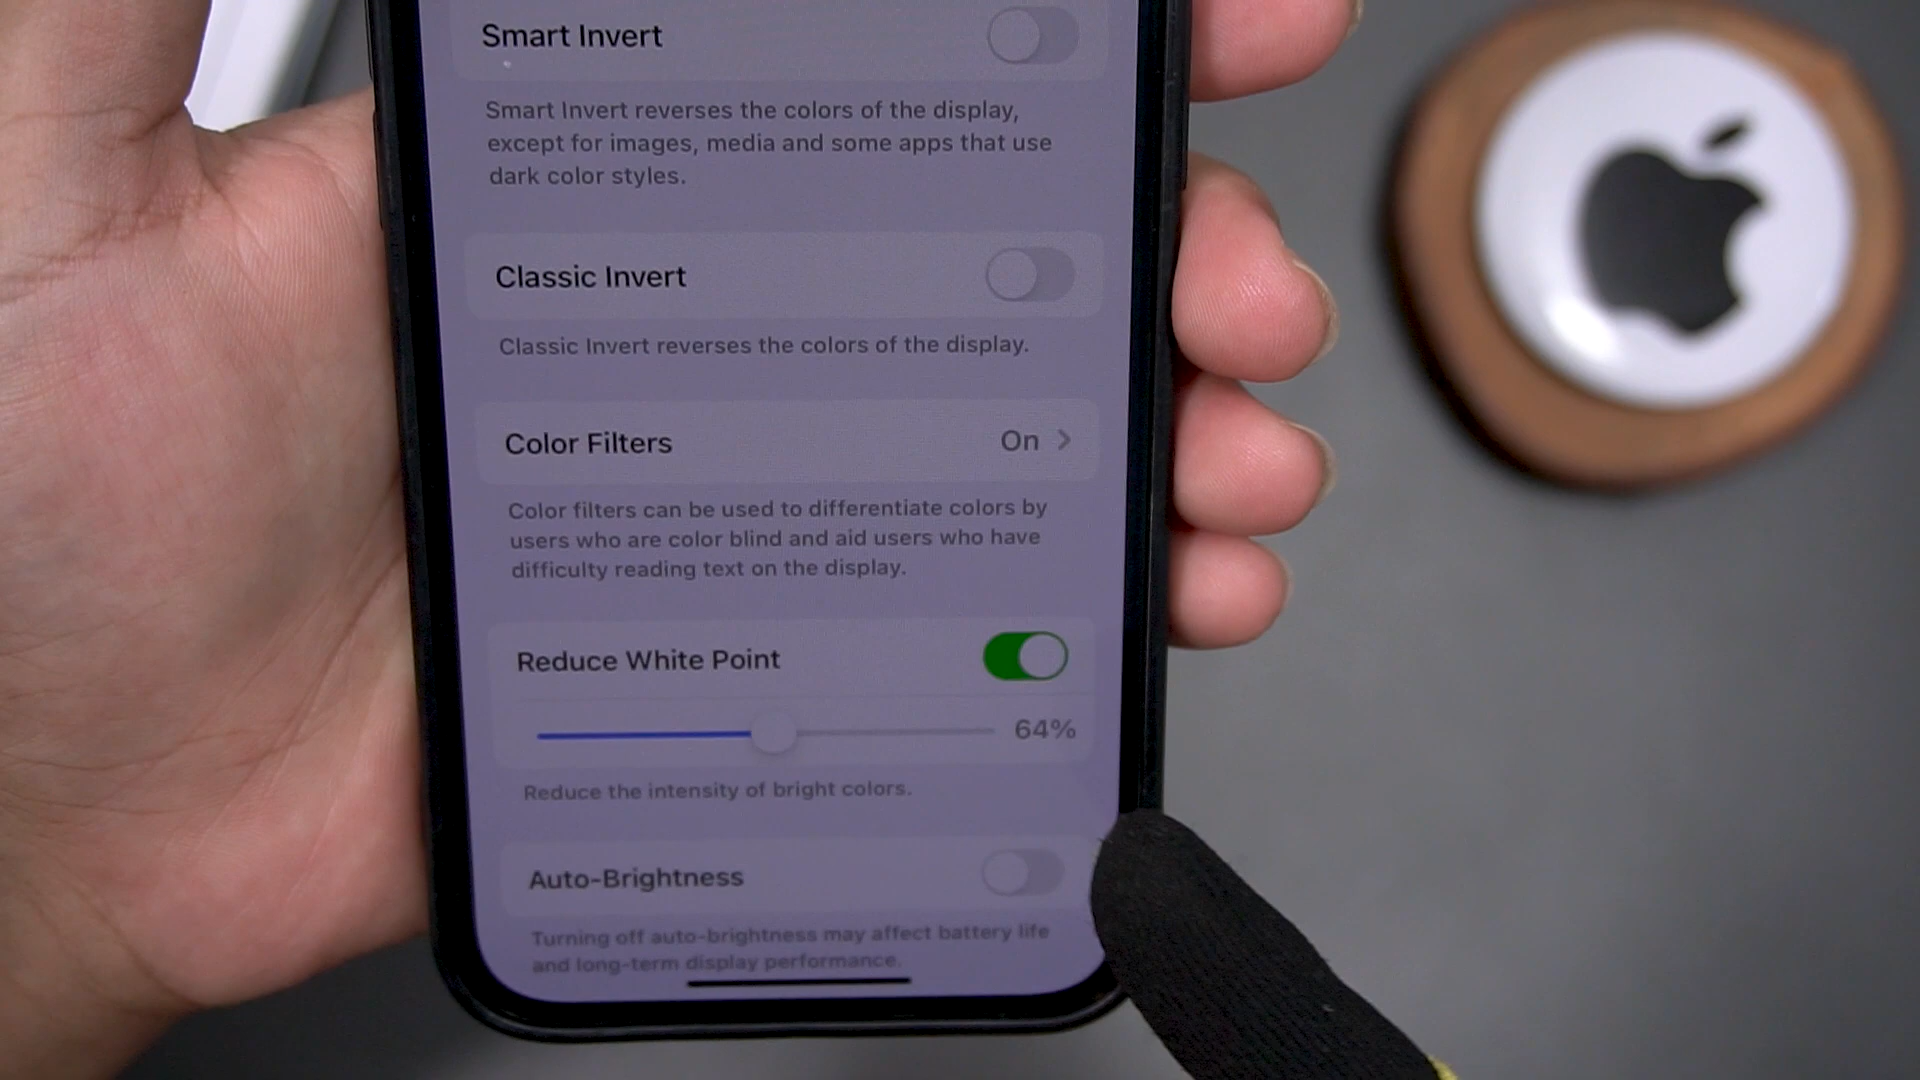 Smart Invert
Smart Invert reverses the colors of the display,
except for images, media and some apps that use
dark color styles.
Classic Invert
Classic Invert reverses the colors of the display.
Color Filters
On
Color filters can be used to differentiate colors by
users who are color blind and aid users who have
difficulty reading text on the display.
Reduce White Point
64%
Reduce the intensity of bright colors.
Auto-Brightness
Turning off auto-brightness may affect battery life
and long-term display performance.